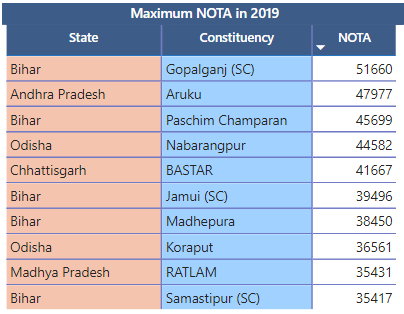 Maximum NOTA in 2019
State Constituency NOTA
Bihar Gopalganj (SC) 51660
Andhra Pradesh Aruku 47977
Bihar Paschim Champaran 45699
Odisha Nabarangpur 44582
Chhattisgarh BASTAR 41667
Bihar Jamui (SC) 39496
Bihar Madhepura 38450
Odisha Koraput 36561
Madhya Pradesh RATLAM 35431
Bihar Samastipur (SC) 35417